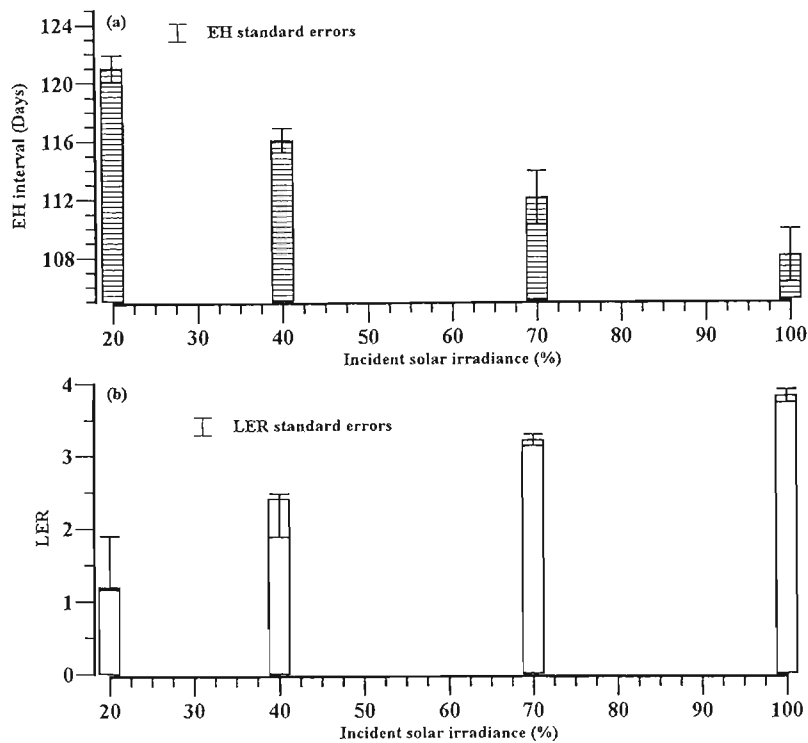 (a)
EH standard errors
124
120
116
112
108
EH interval (Days)
20 30 40 50 60 70 80 90 100
Incident solar irradiance (%)
(b)
LER standard errors
4
3
2
1
0
LER
20 30 40 50 60 70 80 90 100
Incident solar irradiance (%)